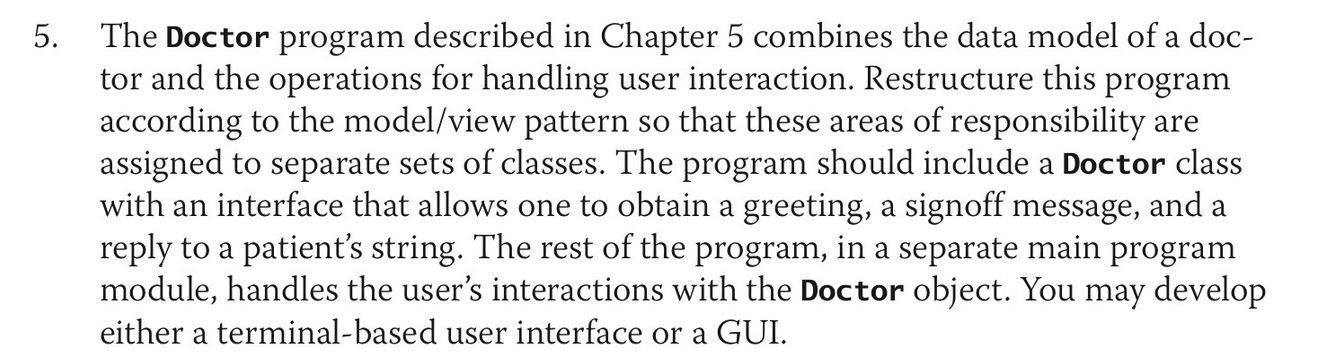 5. The Doctor program described in Chapter 5 combines the data model of a doc-
tor and the operations for handling user interaction. Restructure this program
according to the model/view pattern so that these areas of responsibility are
assigned to separate sets of classes. The program should include a Doctor class
with an interface that allows one to obtain a greeting, a signoff message, and a
reply to a patient’s string. The rest of the program, in a separate main program
module, handles the user’s interactions with the Doctor object. You may develop
either a terminal-based user interface or a GUI.